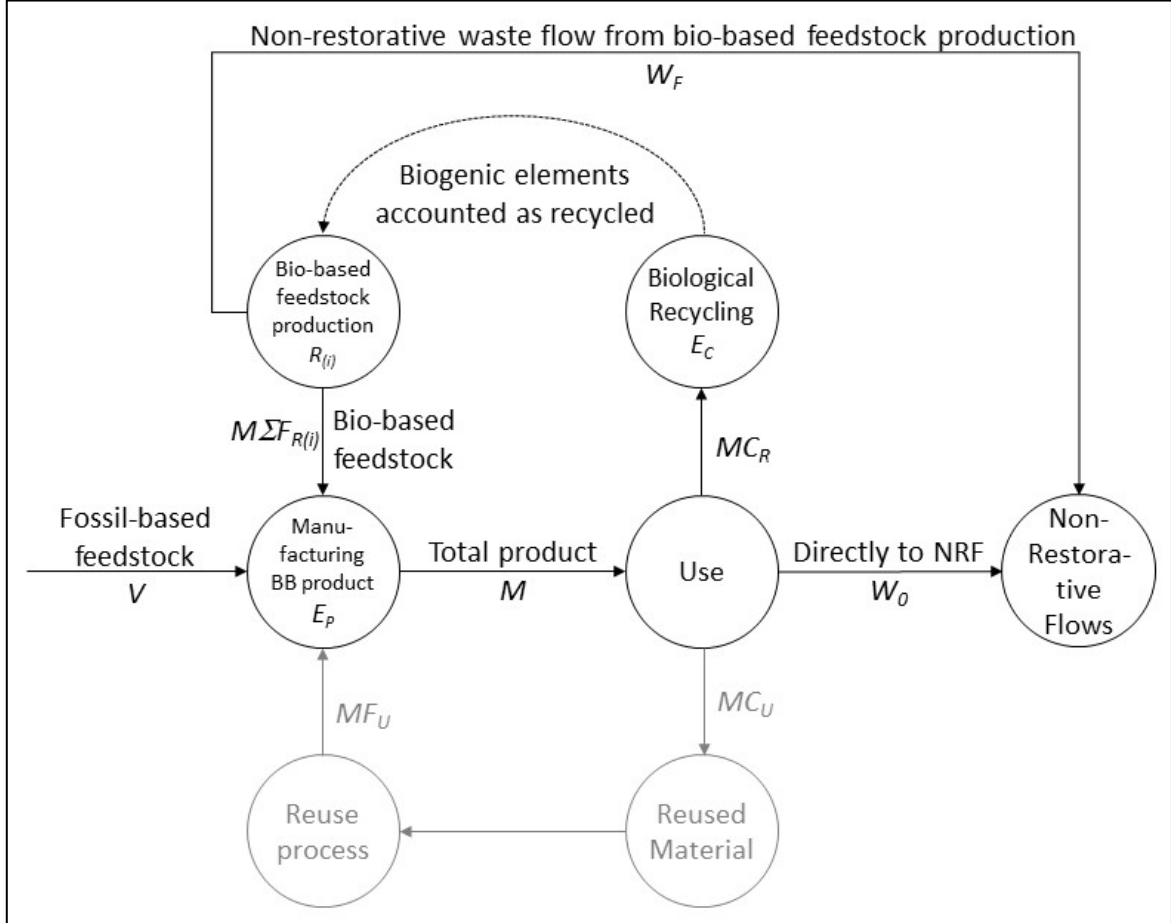 Non-restorative waste flow from bio-based feedstock production
W_F
Biogenic elements
accounted as recycled
Bio-based
feedstock
production
R_(i)
Biological
Recycling
E_C
MΣF_R(i)
Bio-based
feedstock
MC_R
Fossil-based
feedstock
V
Manu-
facturing
BB product
E_P
Total product
M
Use
Directly to NRF
W_0
Non-
Restora-
tive
Flows
MF_U
MC_U
Reuse
process
Reused
Material